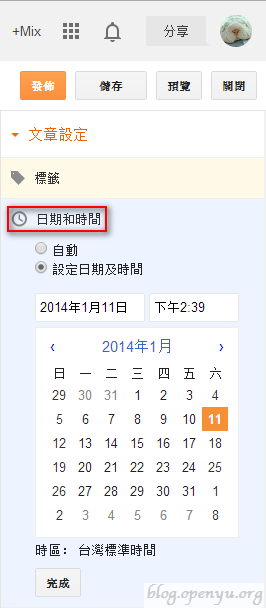 +Mix 分享
發佈 儲存 預覽 關閉
文章設定
標籤
日期和時間
自動
設定日期及時間
2014年1月11日 下午2:39
‹ 2014年1月 ›
日 一 二 三 四 五 六
29 30 31 1 2 3 4
5 6 7 8 9 10 11
12 13 14 15 16 17 18
19 20 21 22 23 24 25
26 27 28 29 30 31 1
2 3 4 5 6 7 8
時區： 台灣標準時間
完成
blog.openyu.org